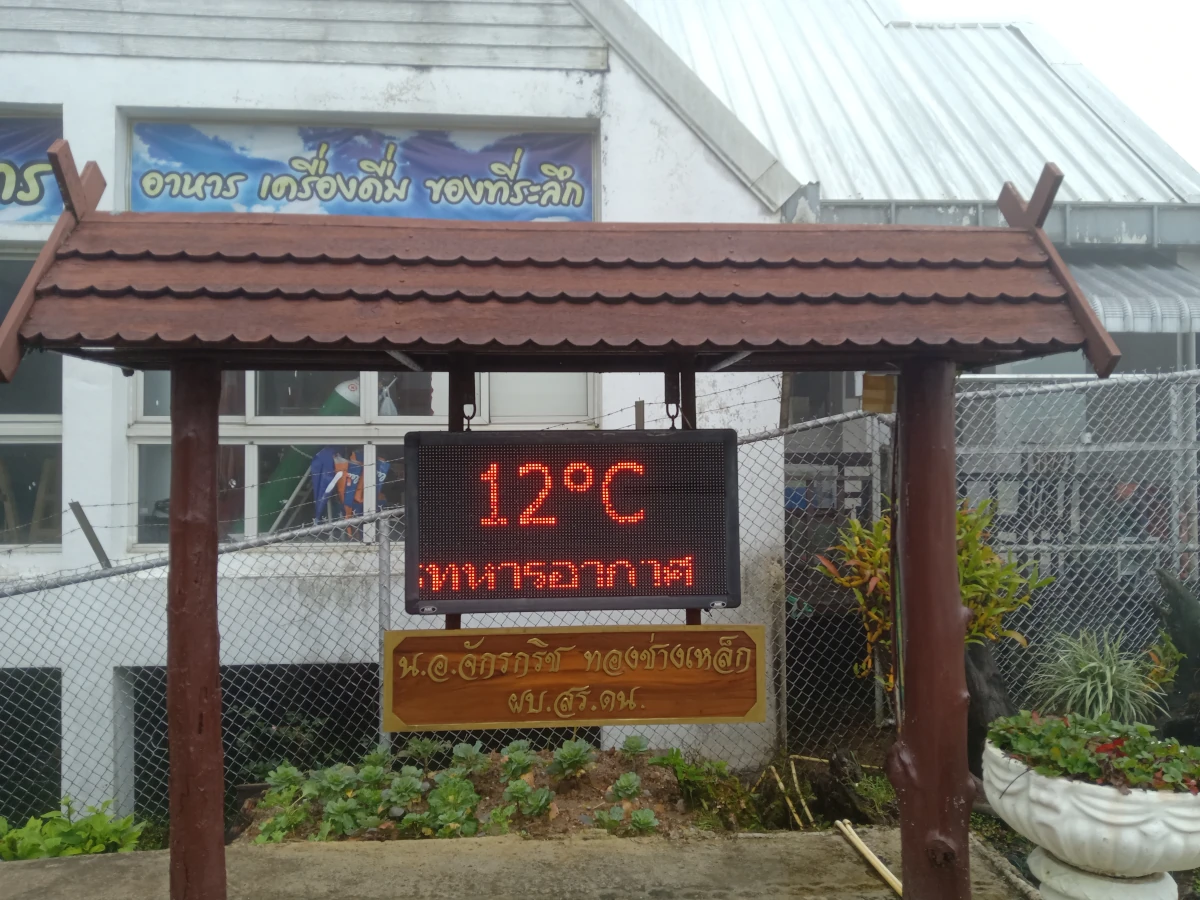 อาหาร เครื่องดื่ม ของที่ระลึก
12°C
ทหารอากาศ
น.อ.จักรกริช ทองช่างเหล็ก
ผบ.สร.ดน.